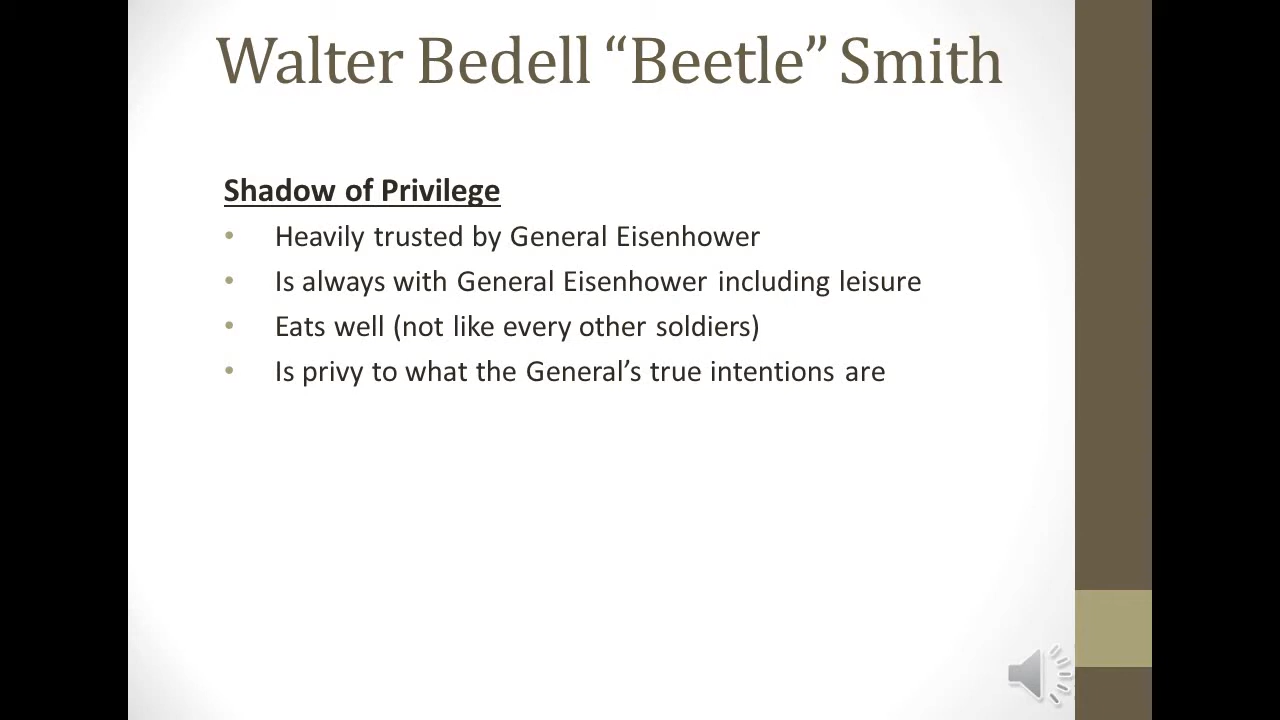 Walter Bedell “Beetle” Smith
Shadow of Privilege
• Heavily trusted by General Eisenhower
• Is always with General Eisenhower including leisure
• Eats well (not like every other soldiers)
• Is privy to what the General’s true intentions are